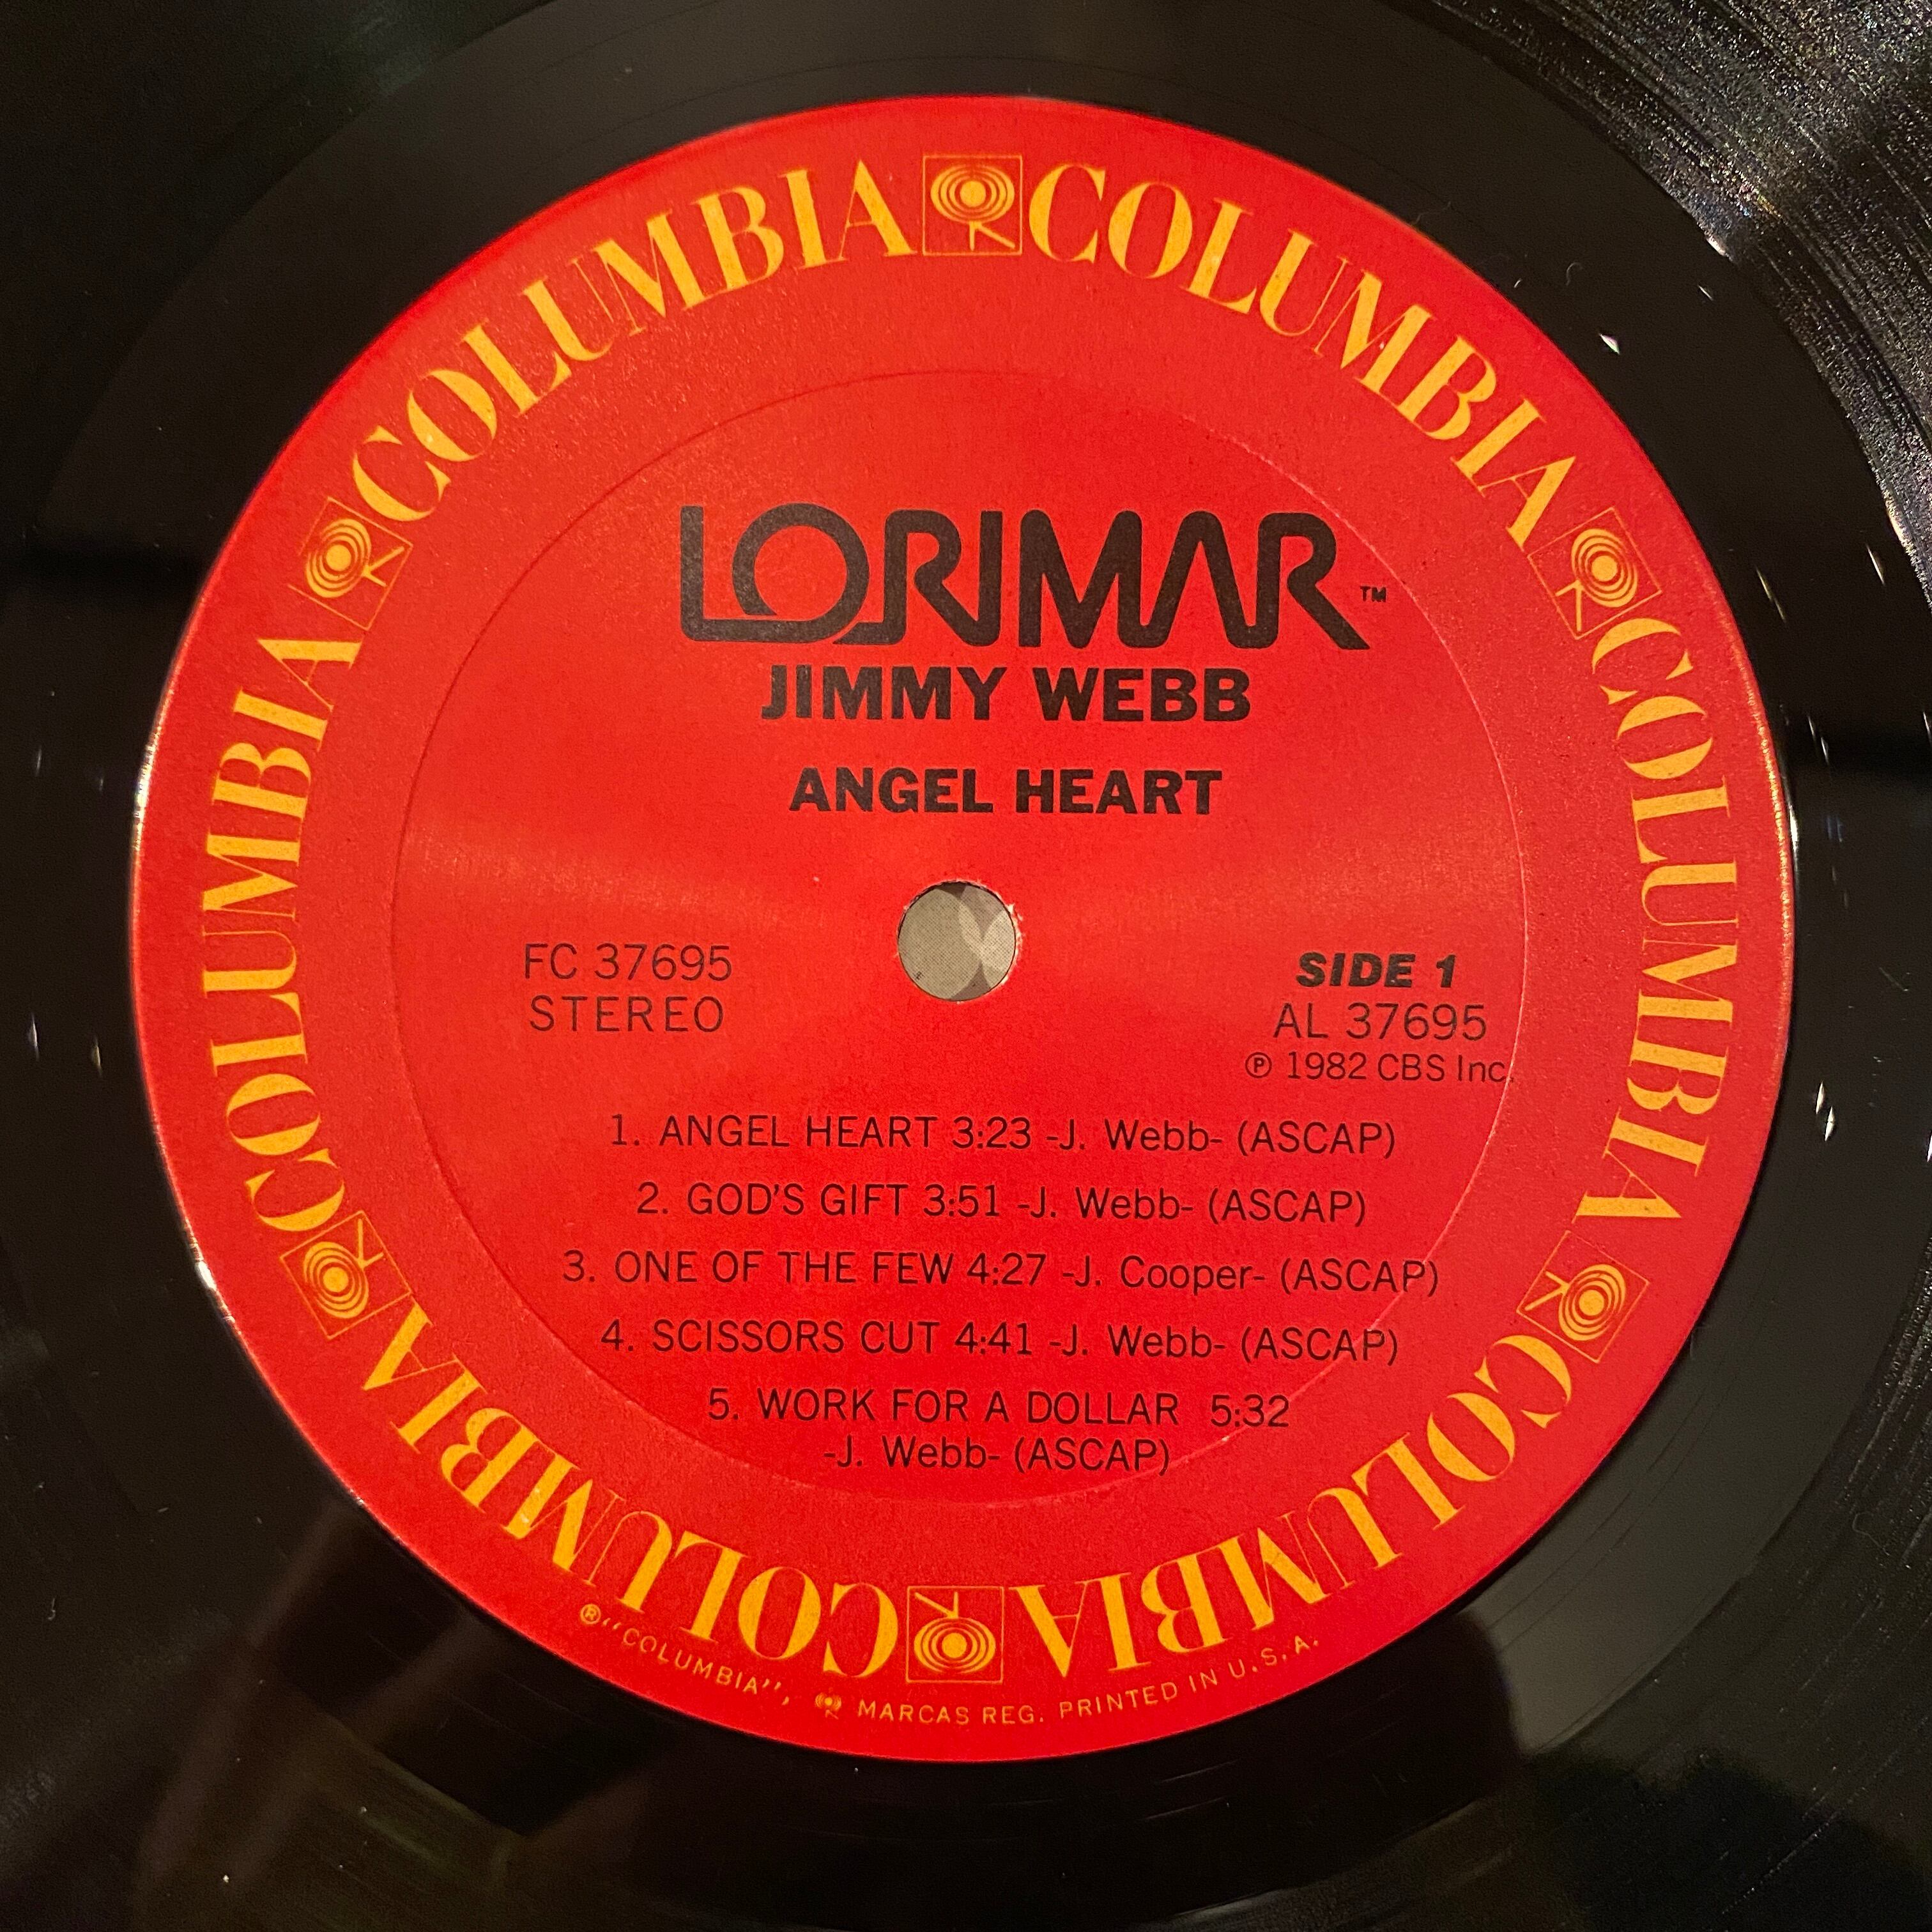 COLUMBIA COLUMBIA COLUMBIA COLUMBIA COLUMBIA COLUMBIA
LORIMAR™
JIMMY WEBB
ANGEL HEART
FC 37695
STEREO
SIDE 1
AL 37695
℗ 1982 CBS Inc.
1. ANGEL HEART 3:23 -J. Webb- (ASCAP)
2. GOD'S GIFT 3:51 -J. Webb- (ASCAP)
3. ONE OF THE FEW 4:27 -J. Cooper- (ASCAP)
4. SCISSORS CUT 4:41 -J. Webb- (ASCAP)
5. WORK FOR A DOLLAR 5:32
-J. Webb- (ASCAP)
®"COLUMBIA", MARCAS REG. PRINTED IN U.S.A.